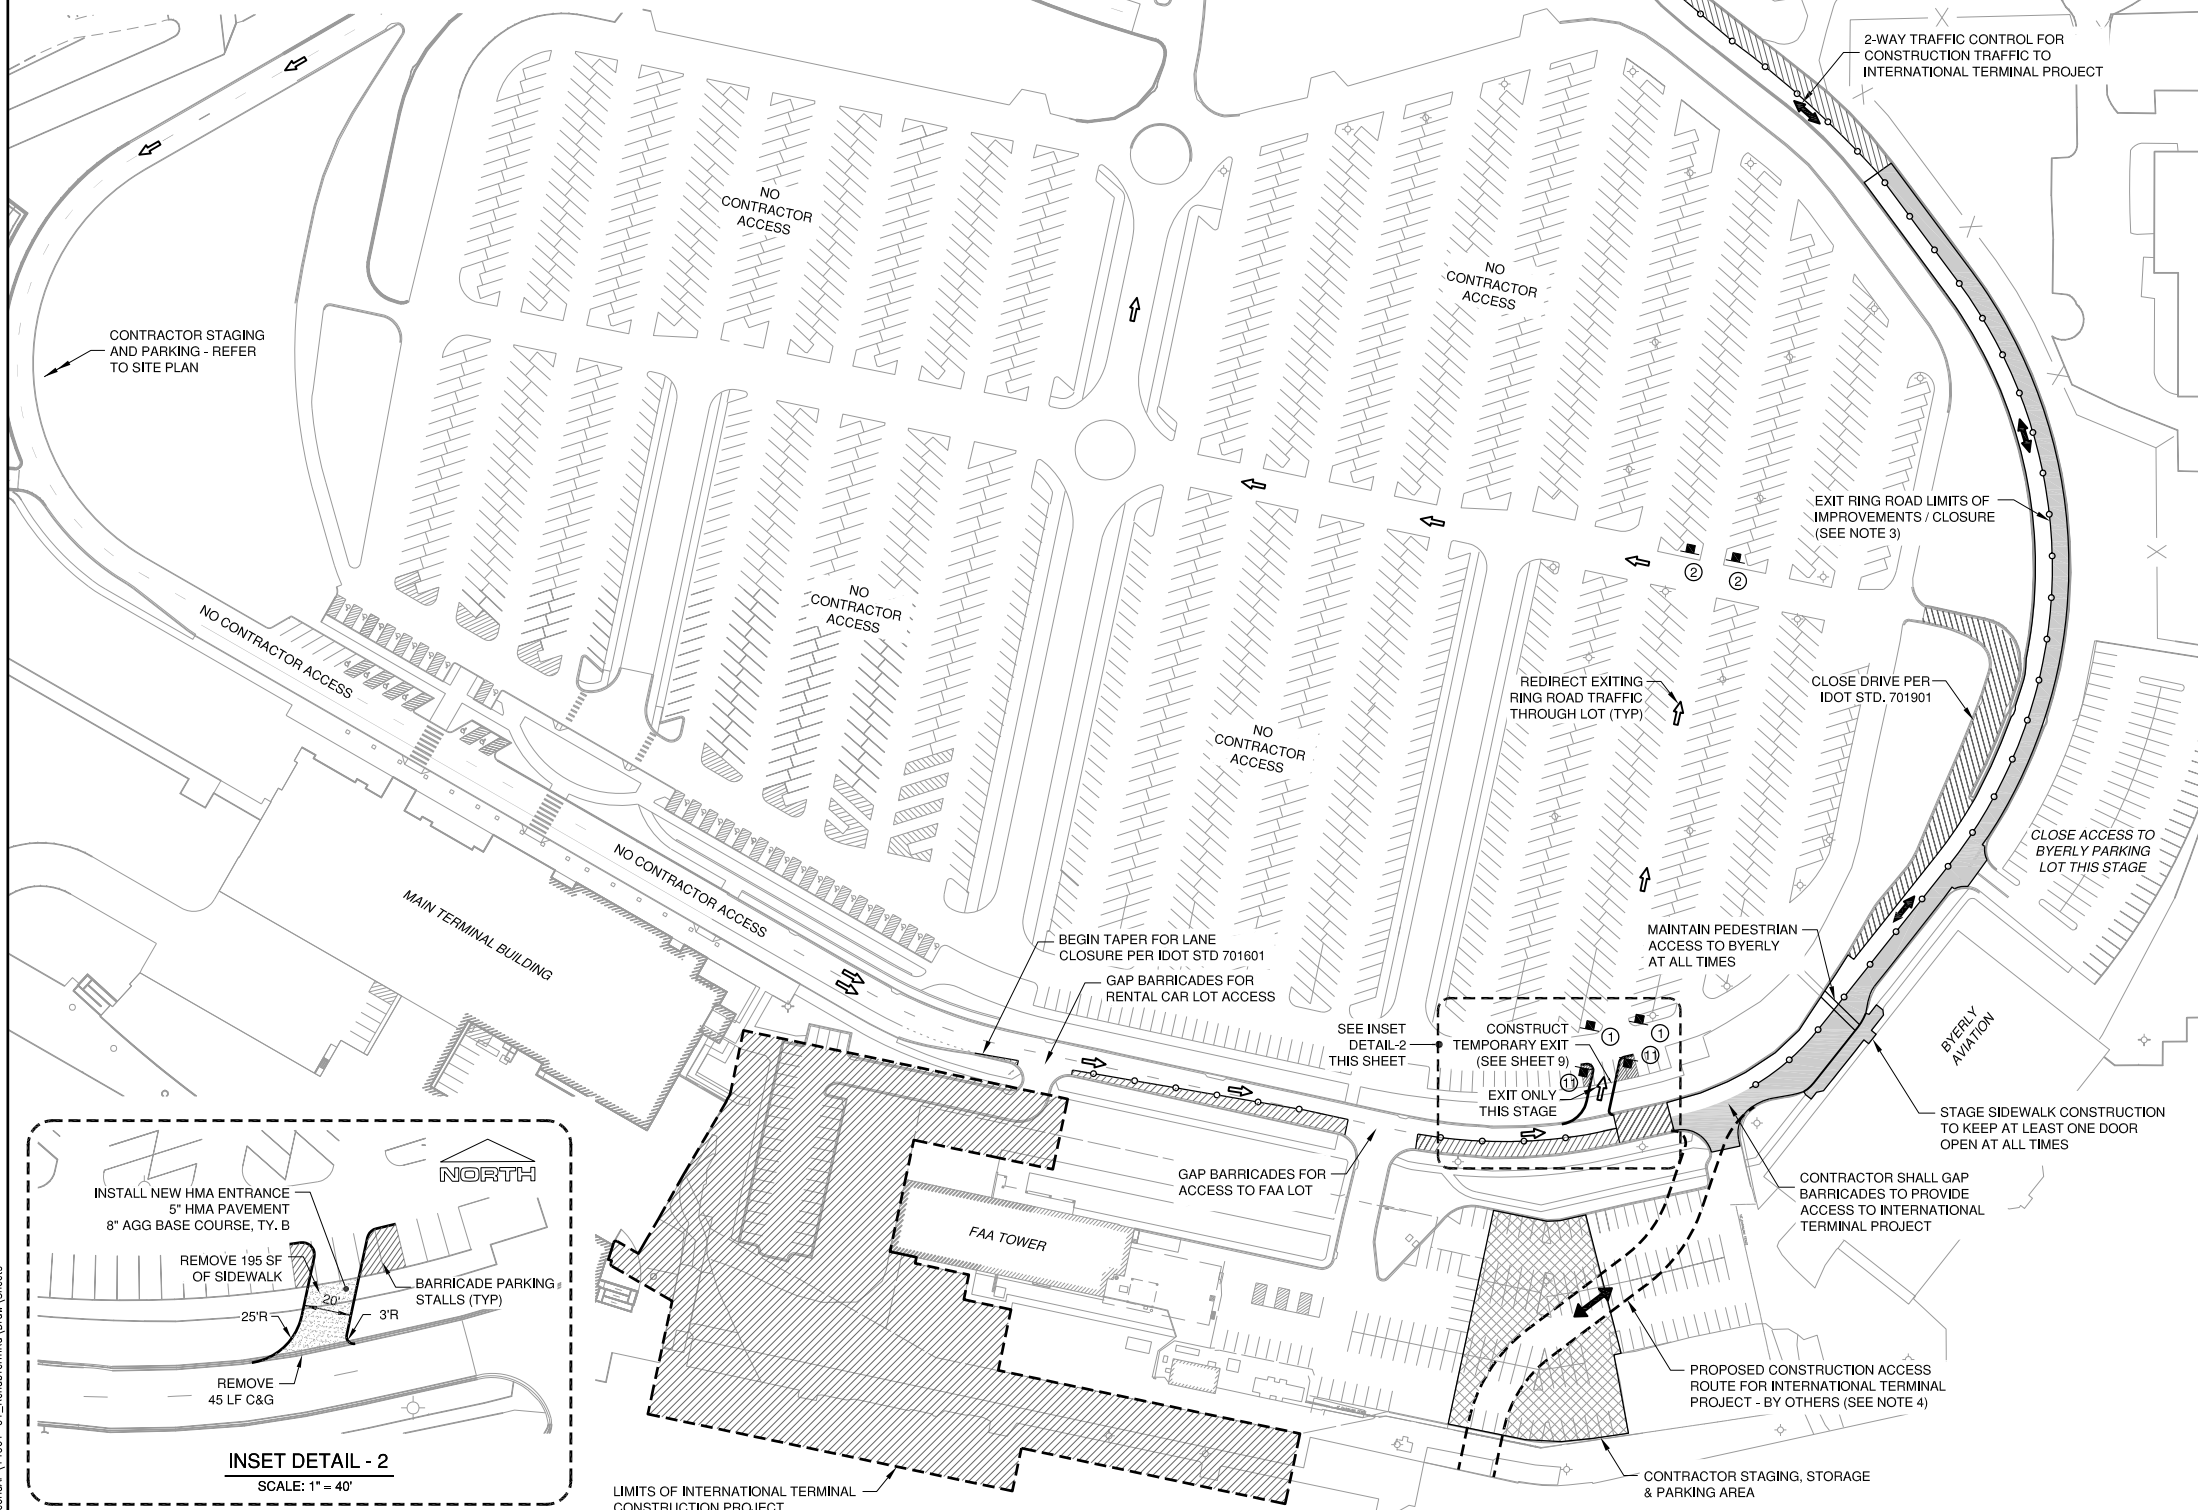 2-WAY TRAFFIC CONTROL FOR
CONSTRUCTION TRAFFIC TO
INTERNATIONAL TERMINAL PROJECT
NO
CONTRACTOR
ACCESS
NO
CONTRACTOR
ACCESS
CONTRACTOR STAGING
AND PARKING - REFER
TO SITE PLAN
EXIT RING ROAD LIMITS OF
IMPROVEMENTS / CLOSURE
(SEE NOTE 3)
2
2
NO CONTRACTOR ACCESS
NO
CONTRACTOR
ACCESS
REDIRECT EXITING
RING ROAD TRAFFIC
THROUGH LOT (TYP)
CLOSE DRIVE PER
IDOT STD. 701901
NO
CONTRACTOR
ACCESS
CLOSE ACCESS TO
BYERLY PARKING
LOT THIS STAGE
NO CONTRACTOR ACCESS
MAIN TERMINAL BUILDING
BEGIN TAPER FOR LANE
CLOSURE PER IDOT STD 701601
GAP BARRICADES FOR
RENTAL CAR LOT ACCESS
MAINTAIN PEDESTRIAN
ACCESS TO BYERLY
AT ALL TIMES
SEE INSET
DETAIL-2
THIS SHEET
CONSTRUCT
TEMPORARY EXIT
(SEE SHEET 9)
1
1
11
11
EXIT ONLY
THIS STAGE
BYERLY
AVIATION
STAGE SIDEWALK CONSTRUCTION
TO KEEP AT LEAST ONE DOOR
OPEN AT ALL TIMES
GAP BARRICADES FOR
ACCESS TO FAA LOT
CONTRACTOR SHALL GAP
BARRICADES TO PROVIDE
ACCESS TO INTERNATIONAL
TERMINAL PROJECT
FAA TOWER
NORTH
INSTALL NEW HMA ENTRANCE
5" HMA PAVEMENT
8" AGG BASE COURSE, TY. B
REMOVE 195 SF
OF SIDEWALK
BARRICADE PARKING
STALLS (TYP)
20'
25'R
3'R
REMOVE
45 LF C&G
INSET DETAIL - 2
SCALE: 1" = 40'
PROPOSED CONSTRUCTION ACCESS
ROUTE FOR INTERNATIONAL TERMINAL
PROJECT - BY OTHERS (SEE NOTE 4)
CONTRACTOR STAGING, STORAGE
& PARKING AREA
LIMITS OF INTERNATIONAL TERMINAL
CONSTRUCTION PROJECT